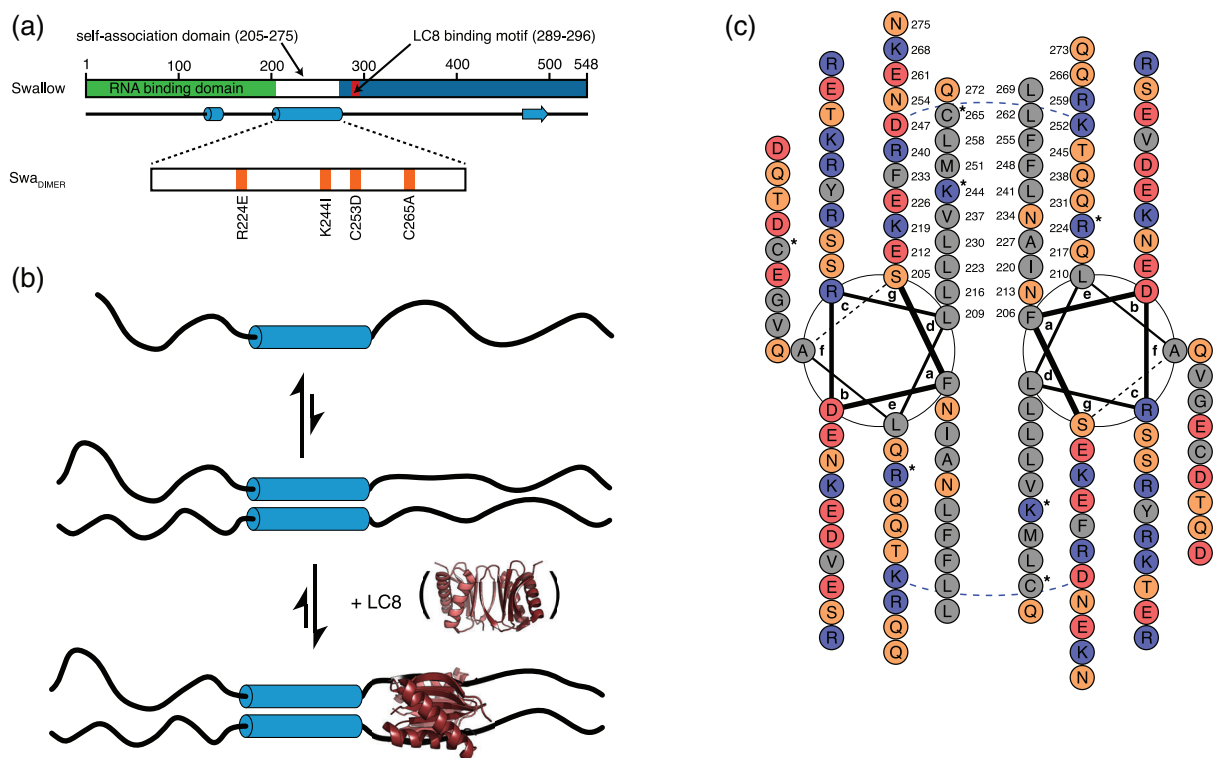 (a)
self-association domain (205-275)
LC8 binding motif (289-296)
1 100 200 300 400 500 548
Swallow
RNA binding domain
Swa_DIMER
R224E
K244I
C253D
C265A
(b)
+ LC8
(c)
D Q T D C * E G V Q A
R E T K R Y R S S R
N K E N D R F E K E S
275 268 261 254 247 240 233 226 219 212 205
Q C * L M K * V L L L L
272 265 258 251 244 237 230 223 216 209
269 262 255 248 241 234 227 220 213 206
L L F F L N A I N F
273 266 259 252 245 238 231 224 217 210
Q Q R K T Q Q R * Q L
R S E V D E K N E D
g c d f a b e
e b a f d c g
D E N K E D V E S R
L Q R * Q Q T K R Q Q
F N I A N L F F L L
L L L L V K * M L C * Q
S E K E F R D N E K N
R S S R Y R K T E R
A Q V G E C D T Q D